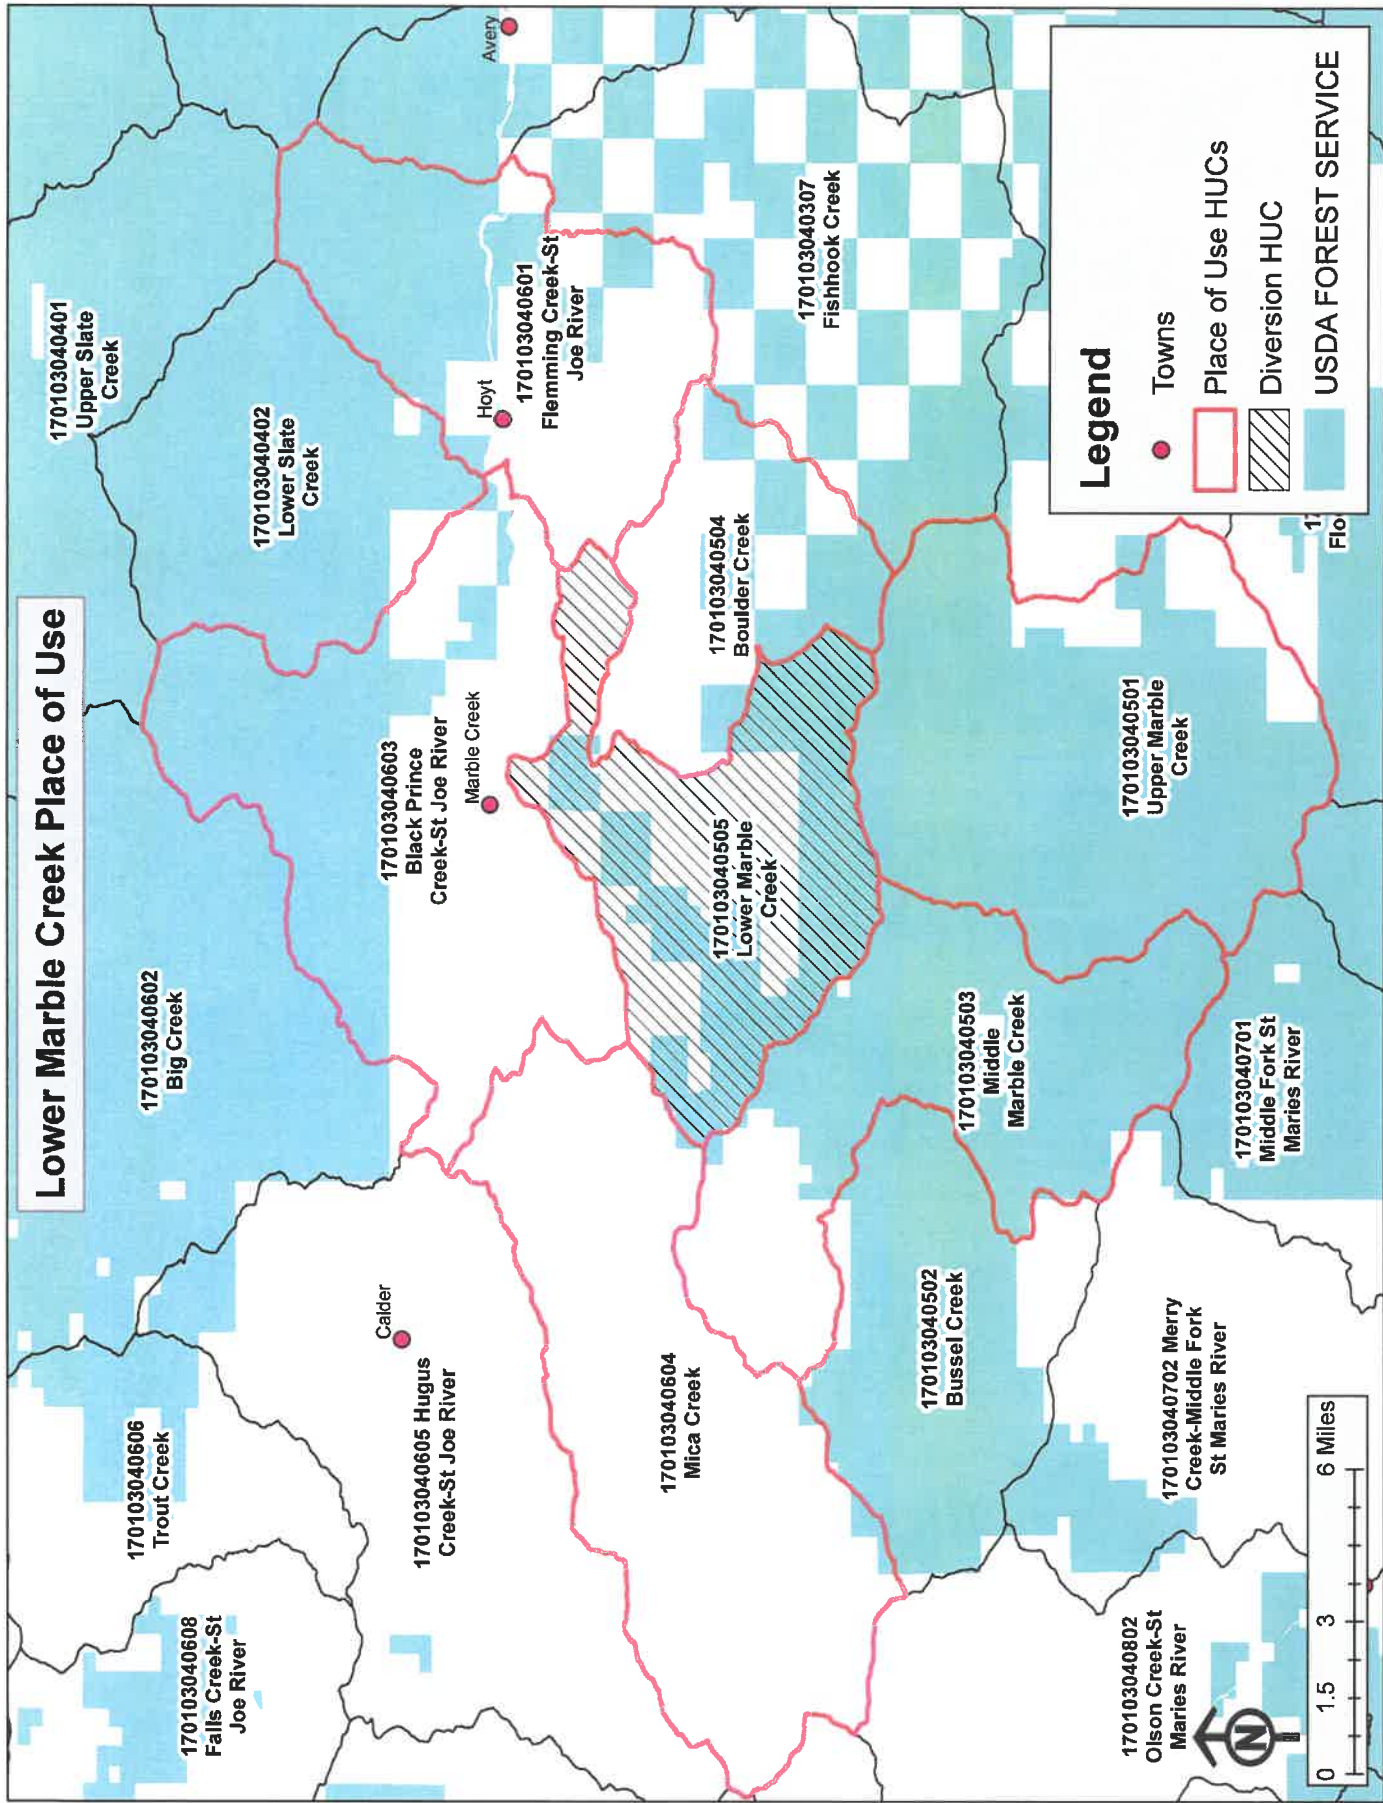 Lower Marble Creek Place of Use
170103040401
Upper Slate
Creek
170103040402
Lower Slate
Creek
170103040602
Big Creek
170103040606
Trout Creek
170103040608
Falls Creek-St
Joe River
Avery
Hoyt
170103040601
Flemming Creek-St
Joe River
170103040603
Black Prince
Creek-St Joe River
Marble Creek
Calder
170103040605 Hugus
Creek-St Joe River
170103040307
Fishhook Creek
170103040504
Boulder Creek
170103040505
Lower Marble
Creek
170103040604
Mica Creek
170103040503
Middle
Marble Creek
170103040502
Bussel Creek
170103040501
Upper Marble
Creek
170103040701
Middle Fork St
Maries River
170103040702 Merry
Creek-Middle Fork
St Maries River
170103040802
Olson Creek-St
Maries River
17
Flo
Legend
Towns
Place of Use HUCs
Diversion HUC
USDA FOREST SERVICE
N
0 1.5 3 6 Miles